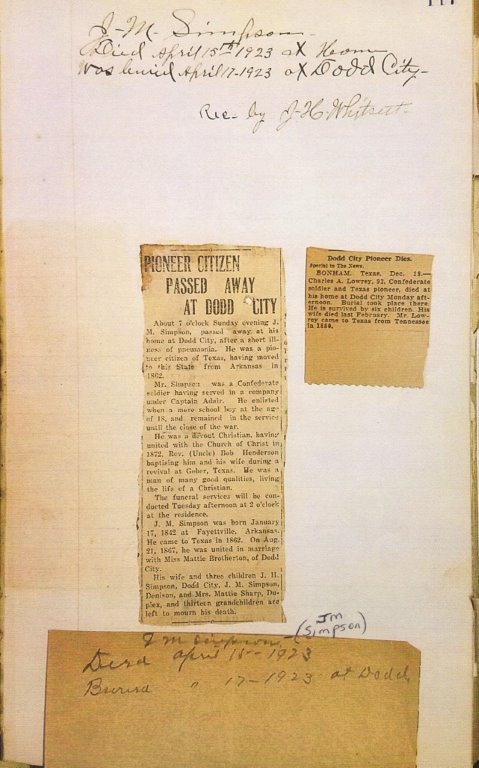 111
J-M- Simpson-
Died April 15th 1923 at Heom
Was buried April 17-1923 at Dodd City-
Rec- by J-H-Whitsett-
PIONEER CITIZEN
PASSED AWAY
AT DODD CITY
About 7 o'clock Sunday evening J.
M. Simpson, passed away at his
home at Dodd City, after a short ill-
ness of pneumonia. He was a pio-
neer citizen of Texas, having moved
to this State from Arkansas in
1862.
Mr. Simpson was a Confederate
soldier having served in a company
under Captain Adair. He enlisted
when a mere school boy at the age
of 18, and remained in the service
until the close of the war.
He was a devout Christian, having
united with the Church of Christ in
1872, Rev. (Uncle) Bob Henderson
baptising him and his wife during a
revival at Gober, Texas. He was a
man of many good qualities, living
the life of a Christian.
The funeral services will be con-
ducted Tuesday afternoon at 2 o'clock
at the residence.
J. M. Simpson was born January
17, 1842 at Fayettville, Arkansas.
He came to Texas in 1862. On Aug.
21, 1867, he was united in marriage
with Miss Mattie Brotherton, of Dodd
City.
His wife and three children J. H.
Simpson, Dodd City, J. M. Simpson,
Denison, and Mrs. Mattie Sharp, Du-
plex, and thirteen grandchildren are
left to mourn his death.
Dodd City Pioneer Dies.
Special to The News.
BONHAM, Texas, Dec. 18.—
Charles A. Lowrey, 92, Confederate
soldier and Texas pioneer, died at
his home at Dodd City Monday aft-
ernoon. Burial took place there.
He is survived by six children. His
wife died last February. Mr. Low-
rey came to Texas from Tennessee
in 1880.
J M Simpson- (JM
Simpson)
Died April 15-1923
Buried " 17-1923 at Dodd